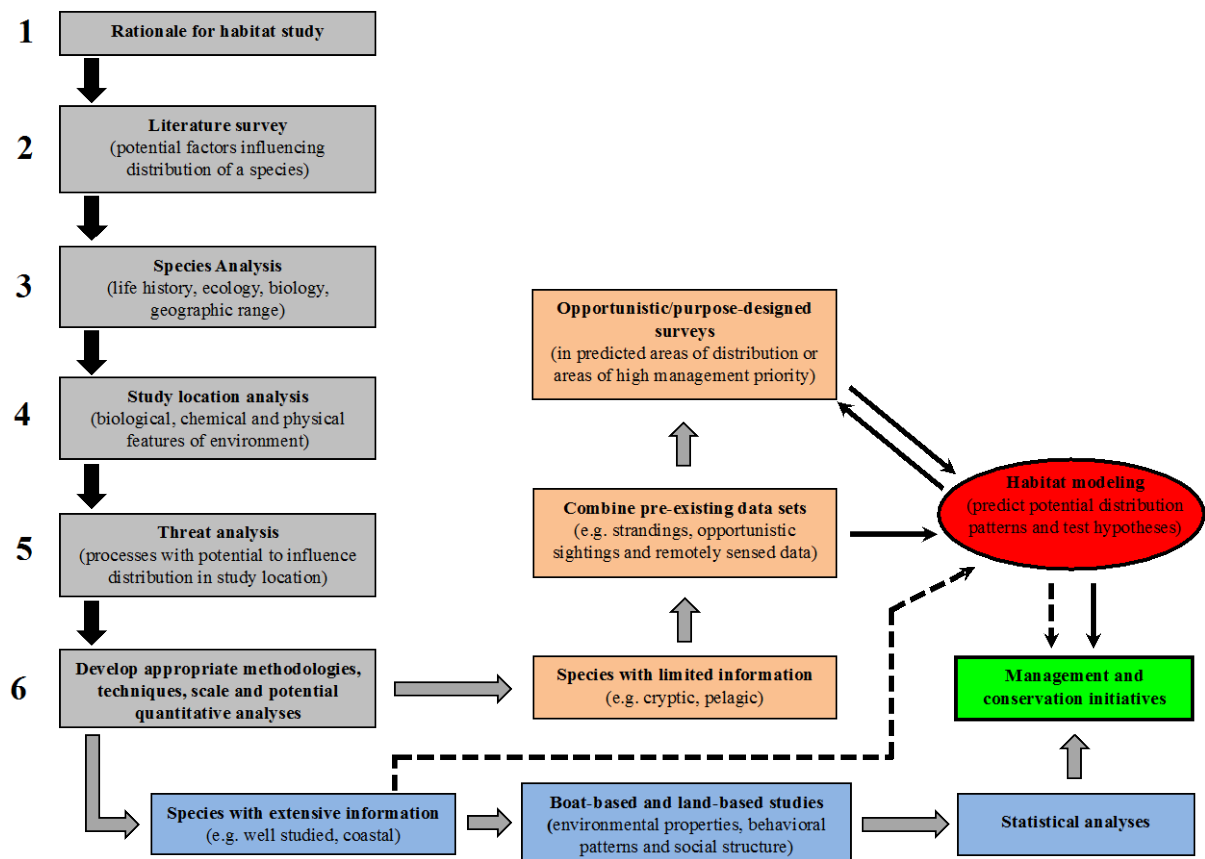 1
Rationale for habitat study
2
Literature survey
(potential factors influencing
distribution of a species)
3
Species Analysis
(life history, ecology, biology,
geographic range)
4
Study location analysis
(biological, chemical and physical
features of environment)
5
Threat analysis
(processes with potential to influence
distribution in study location)
6
Develop appropriate methodologies,
techniques, scale and potential
quantitative analyses
Opportunistic/purpose-designed
surveys
(in predicted areas of distribution or
areas of high management priority)
Combine pre-existing data sets
(e.g. strandings, opportunistic
sightings and remotely sensed data)
Species with limited information
(e.g. cryptic, pelagic)
Habitat modeling
(predict potential distribution
patterns and test hypotheses)
Management and
conservation initiatives
Species with extensive information
(e.g. well studied, coastal)
Boat-based and land-based studies
(environmental properties, behavioral
patterns and social structure)
Statistical analyses